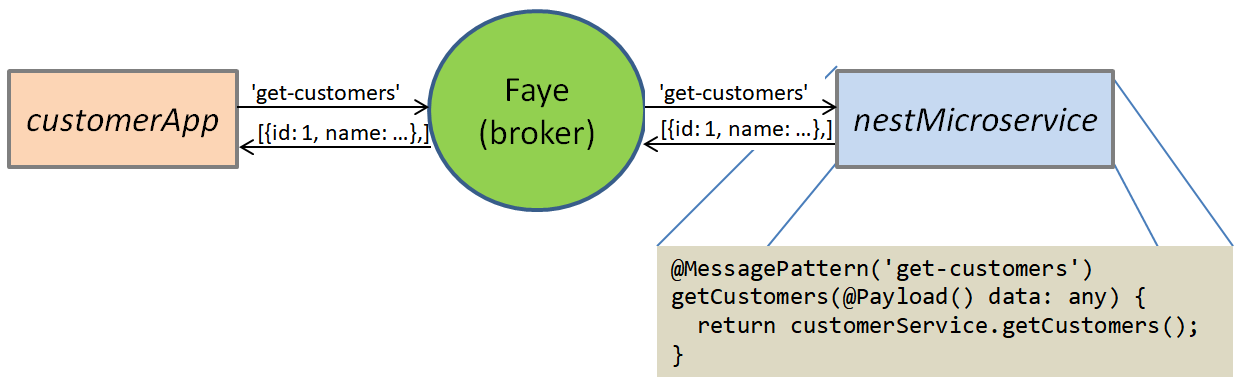 customerApp
'get-customers'
[{id: 1, name: …},]
Faye
(broker)
'get-customers'
[{id: 1, name: …},]
nestMicroservice
@MessagePattern('get-customers')
getCustomers(@Payload() data: any) {
  return customerService.getCustomers();
}